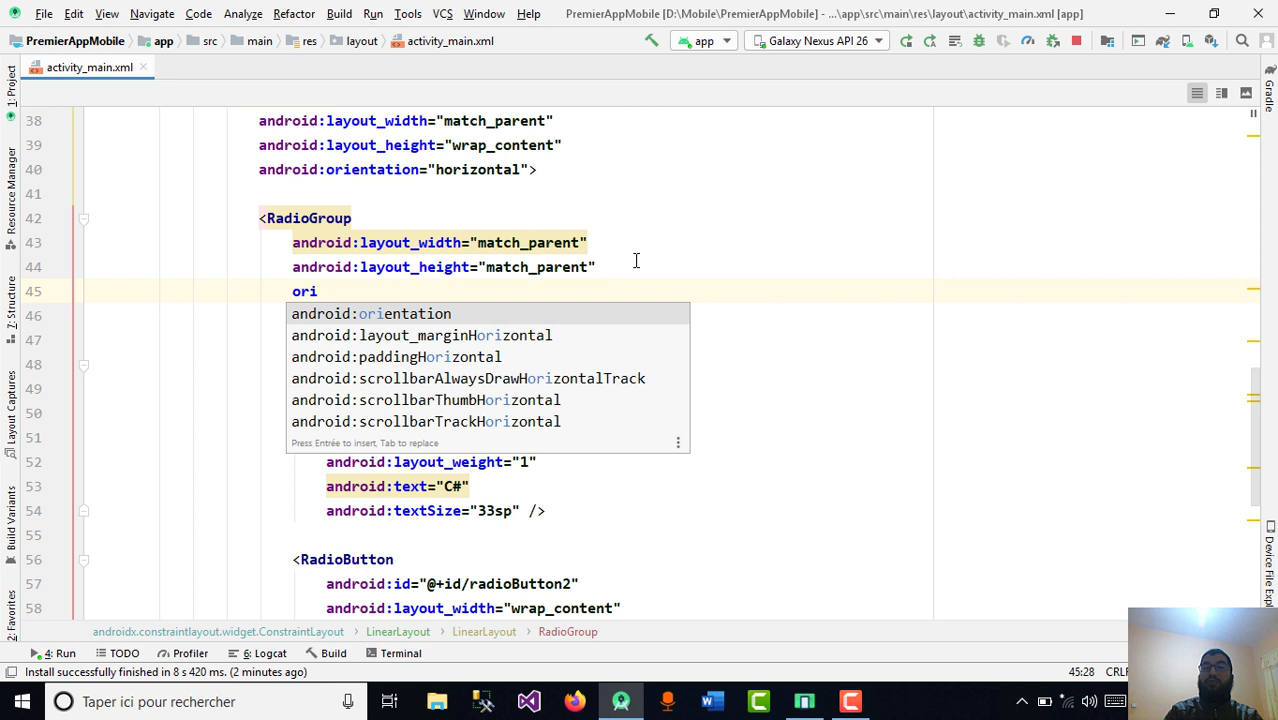 File Edit View Navigate Code Analyze Refactor Build Run Tools VCS Window Help PremierAppMobile [D:\Mobile\PremierAppMobile] - ...\app\src\main\res\layout\activity_main.xml [app]
PremierAppMobile app src main res layout activity_main.xml app Galaxy Nexus API 26
activity_main.xml
1: Project
Resource Manager
7: Structure
Layout Captures
Build Variants
2: Favorites
Gradle
Device File Expl
38 android:layout_width="match_parent"
39 android:layout_height="wrap_content"
40 android:orientation="horizontal">
41
42 <RadioGroup
43 android:layout_width="match_parent"
44 android:layout_height="match_parent"
45 ori
46 android:orientation
android:layout_marginHorizontal
47 android:paddingHorizontal
48 android:scrollbarAlwaysDrawHorizontalTrack
49 android:scrollbarThumbHorizontal
50 android:scrollbarTrackHorizontal
51 Press Entrée to insert, Tab to replace
52 android:layout_weight="1"
53 android:text="C#"
54 android:textSize="33sp" />
55
56 <RadioButton
57 android:id="@+id/radioButton2"
58 android:layout_width="wrap_content"
androidx.constraintlayout.widget.ConstraintLayout LinearLayout LinearLayout RadioGroup
4: Run TODO Profiler 6: Logcat Build Terminal
Install successfully finished in 8 s 420 ms. (2 minutes ago) 45:28 CRLF
Taper ici pour rechercher